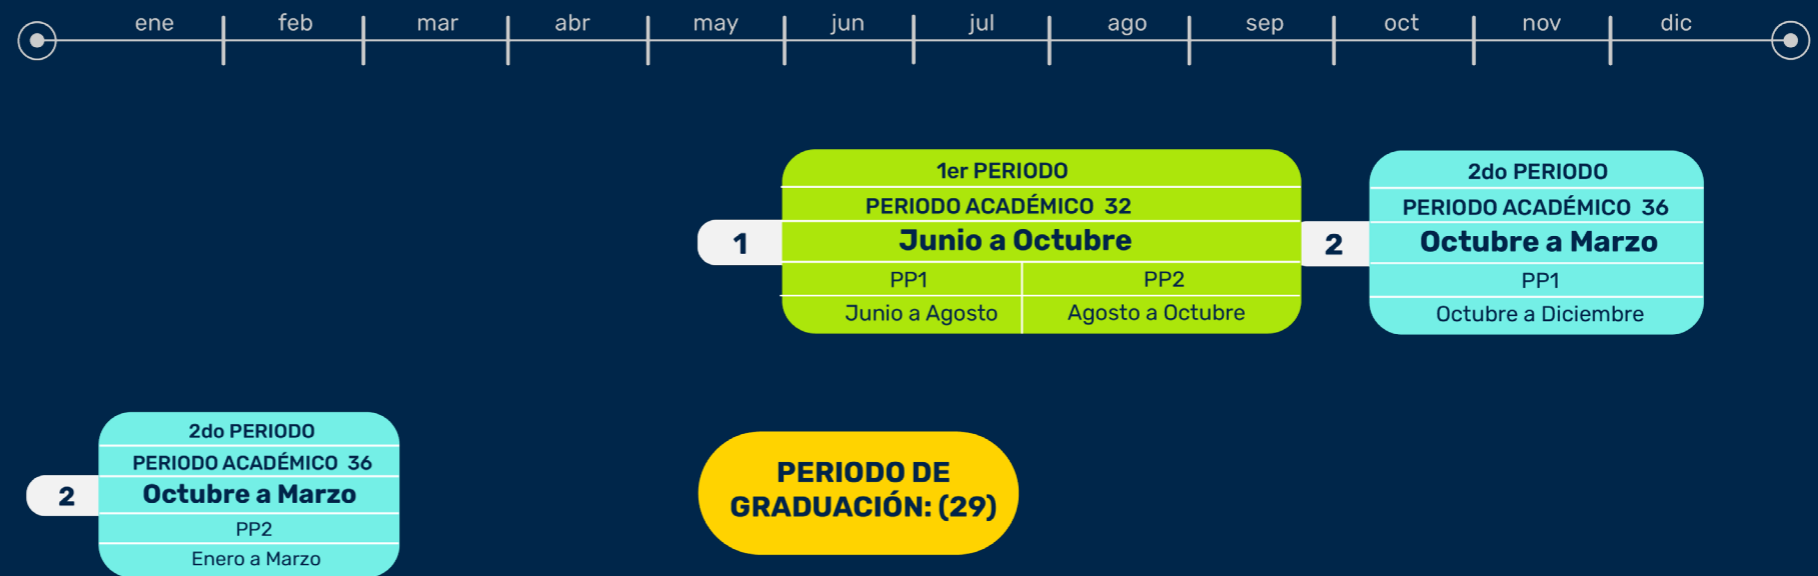 ene feb mar abr may jun jul ago sep oct nov dic
1er PERIODO
PERIODO ACADÉMICO 32
1
Junio a Octubre
PP1 PP2
Junio a Agosto Agosto a Octubre
2do PERIODO
PERIODO ACADÉMICO 36
2
Octubre a Marzo
PP1
Octubre a Diciembre
2do PERIODO
PERIODO ACADÉMICO 36
2
Octubre a Marzo
PP2
Enero a Marzo
PERIODO DE
GRADUACIÓN: (29)